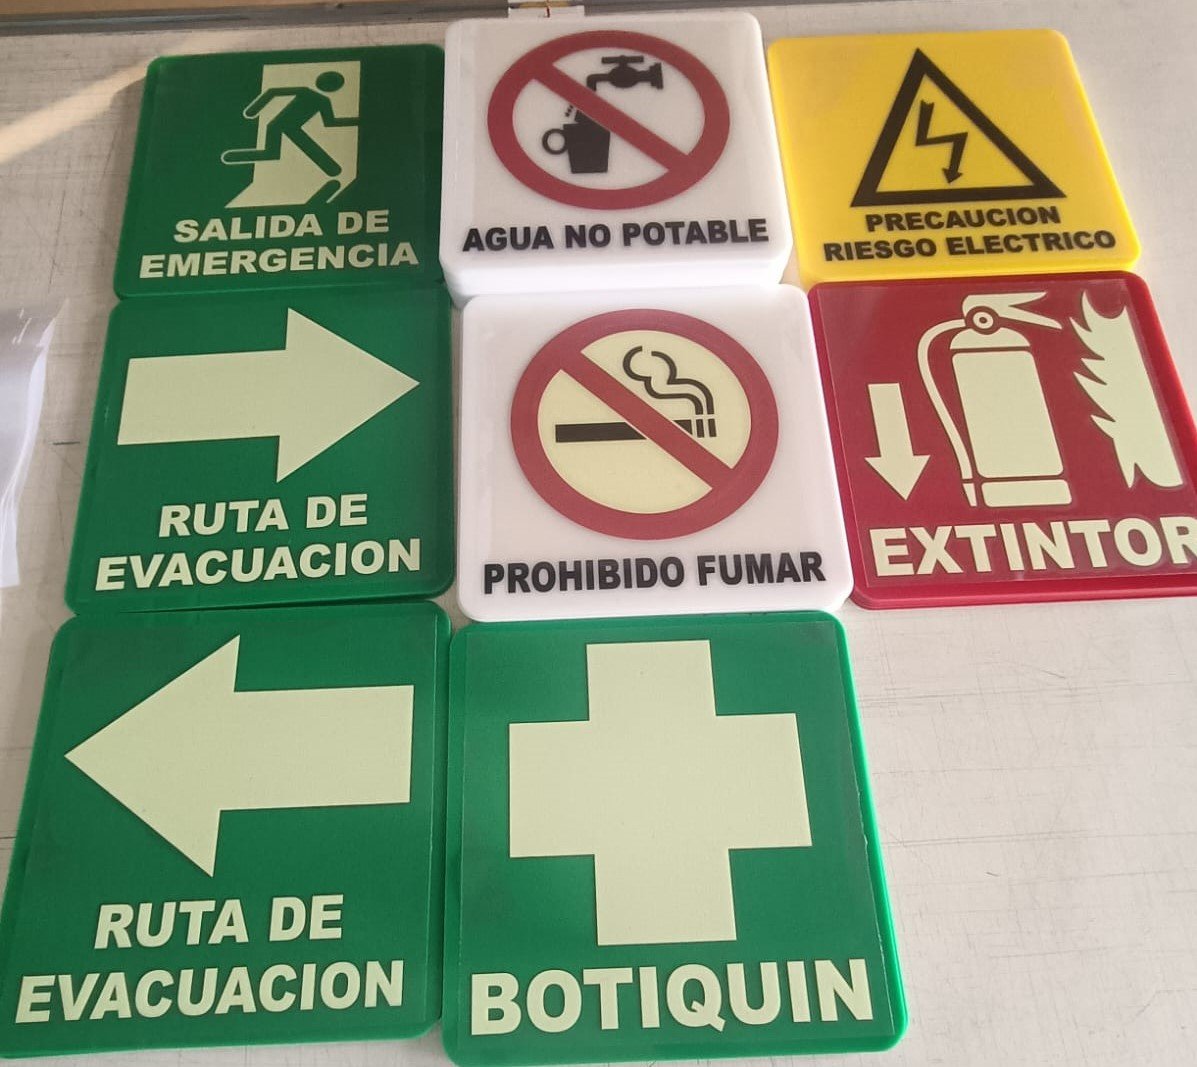 SALIDA DE
EMERGENCIA
AGUA NO POTABLE
PRECAUCION
RIESGO ELECTRICO
RUTA DE
EVACUACION
PROHIBIDO FUMAR
EXTINTOR
RUTA DE
EVACUACION
BOTIQUIN